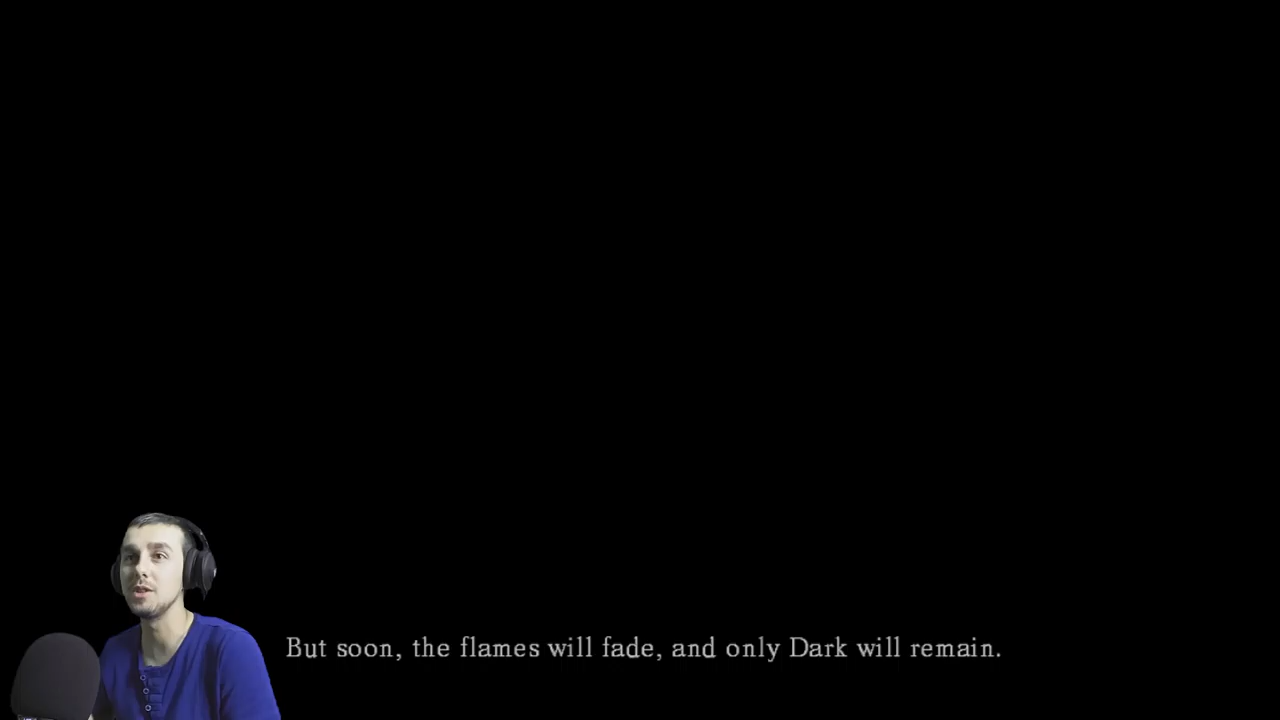 But soon, the flames will fade, and only Dark will remain.